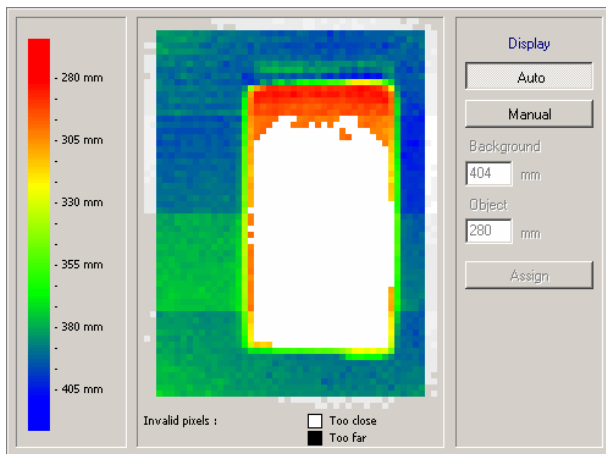 - 280 mm
- 305 mm
- 330 mm
- 355 mm
- 380 mm
- 405 mm
Invalid pixels :
Too close
Too far
Display
Auto
Manual
Background
404 mm
Object
280 mm
Assign